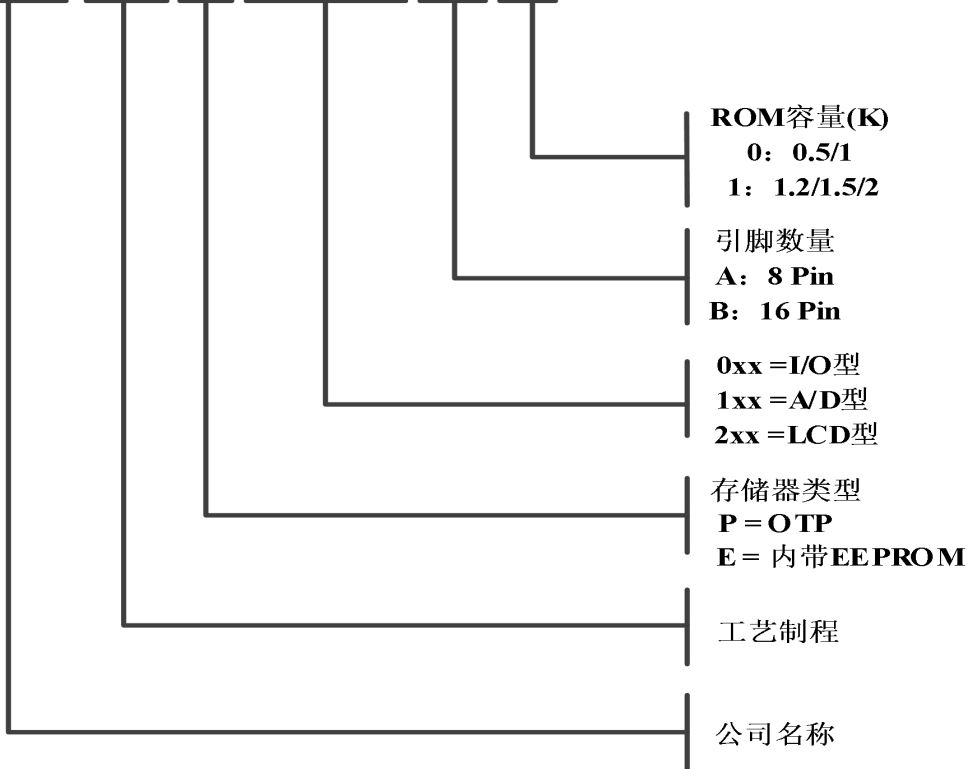 ROM容量(K)
0：0.5/1
1：1.2/1.5/2
引脚数量
A：8 Pin
B：16 Pin
0xx =I/O型
1xx =A/D型
2xx =LCD型
存储器类型
P = OTP
E = 内带EEPROM
工艺制程
公司名称